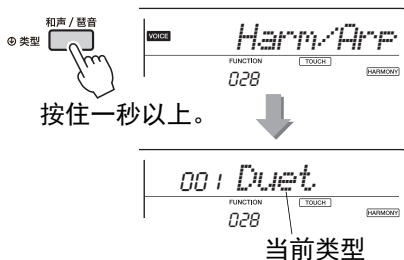 和声 / 琶音
类型
按住一秒以上。
VOICE
Harm/Arp
FUNCTION
TOUCH
028
HARMONY
001 Duet
FUNCTION
TOUCH
028
HARMONY
当前类型